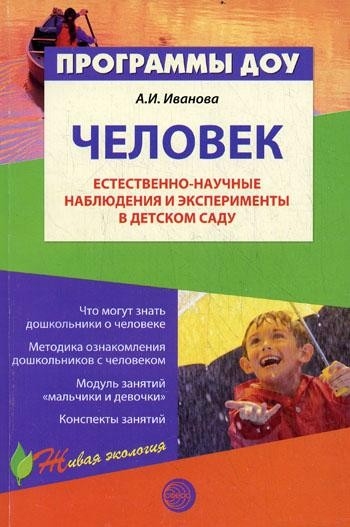 ПРОГРАММЫ ДОУ
А.И. Иванова
ЧЕЛОВЕК
ЕСТЕСТВЕННО-НАУЧНЫЕ
НАБЛЮДЕНИЯ И ЭКСПЕРИМЕНТЫ
В ДЕТСКОМ САДУ
Что могут знать
дошкольники о человеке
Методика ознакомления
дошкольников с человеком
Модуль занятий
«мальчики и девочки»
Конспекты занятий
Живая экология
сфера